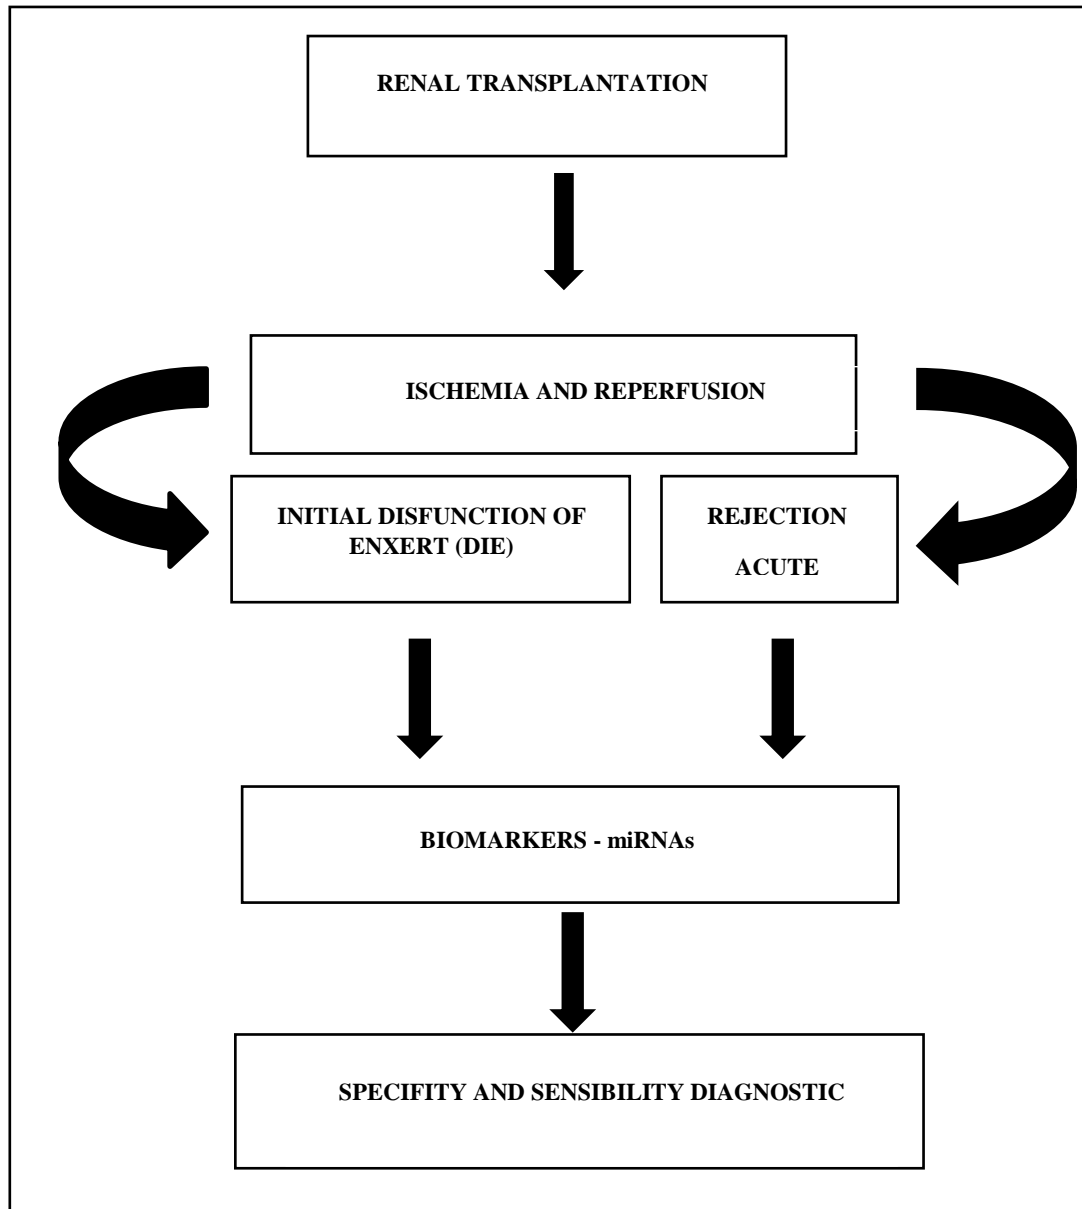 RENAL TRANSPLANTATION
ISCHEMIA AND REPERFUSION
INITIAL DISFUNCTION OF
ENXERT (DIE)
REJECTION
ACUTE
BIOMARKERS - miRNAs
SPECIFITY AND SENSIBILITY DIAGNOSTIC